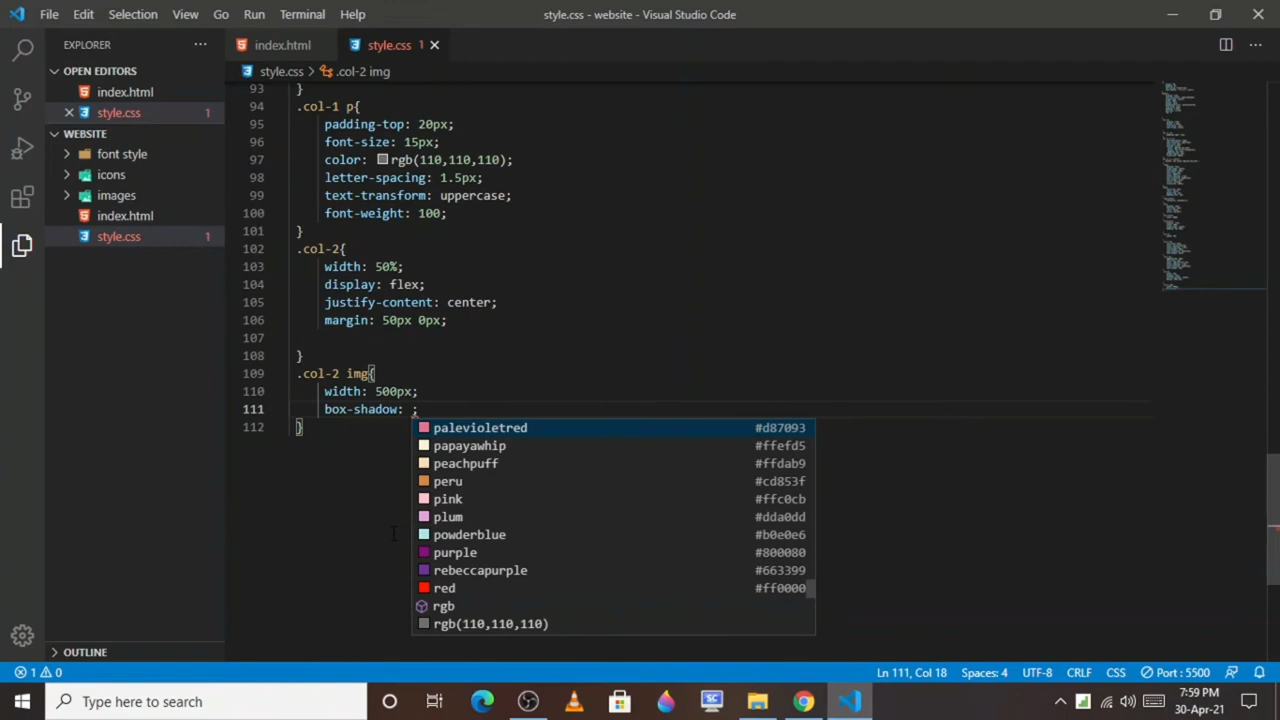 File Edit Selection View Go Run Terminal Help style.css - website - Visual Studio Code
EXPLORER
index.html
style.css 1
OPEN EDITORS
index.html
style.css 1
WEBSITE
font style
icons
images
index.html
style.css 1
OUTLINE
style.css > .col-2 img
93 }
94 .col-1 p{
95 padding-top: 20px;
96 font-size: 15px;
97 color: rgb(110,110,110);
98 letter-spacing: 1.5px;
99 text-transform: uppercase;
100 font-weight: 100;
101 }
102 .col-2{
103 width: 50%;
104 display: flex;
105 justify-content: center;
106 margin: 50px 0px;
107
108 }
109 .col-2 img{
110 width: 500px;
111 box-shadow: ;
112 }
palevioletred #d87093
papayawhip #ffefd5
peachpuff #ffdab9
peru #cd853f
pink #ffc0cb
plum #dda0dd
powderblue #b0e0e6
purple #800080
rebeccapurple #663399
red #ff0000
rgb
rgb(110,110,110)
1 0 Ln 111, Col 18 Spaces: 4 UTF-8 CRLF CSS Port : 5500
Type here to search
SC
7:59 PM
30-Apr-21